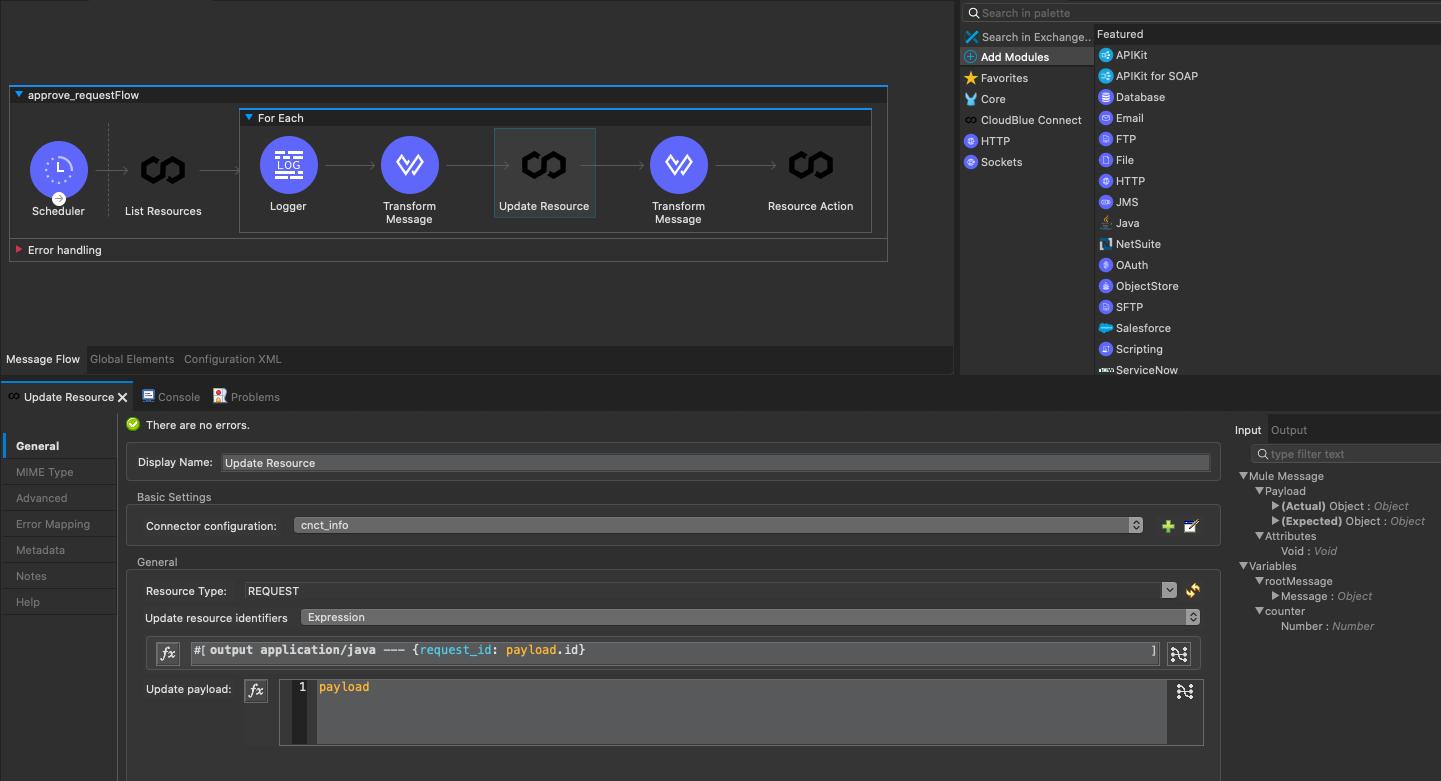 Search in palette
Search in Exchange..
Add Modules
Favorites
Core
CloudBlue Connect
HTTP
Sockets
Featured
APIKit
APIKit for SOAP
Database
Email
FTP
File
HTTP
JMS
Java
NetSuite
OAuth
ObjectStore
SFTP
Salesforce
Scripting
ServiceNow
approve_requestFlow
For Each
Scheduler
List Resources
LOG
Logger
Transform
Message
Update Resource
Transform
Message
Resource Action
Error handling
Message Flow Global Elements Configuration XML
Update Resource Console Problems
General
MIME Type
Advanced
Error Mapping
Metadata
Notes
Help
There are no errors.
Display Name: Update Resource
Basic Settings
Connector configuration: cnct_info
General
Resource Type: REQUEST
Update resource identifiers Expression
fx #[ output application/java --- {request_id: payload.id} ]
Update payload: fx 1 payload
Input Output
type filter text
Mule Message
Payload
(Actual) Object : Object
(Expected) Object : Object
Attributes
Void : Void
Variables
rootMessage
Message : Object
counter
Number : Number